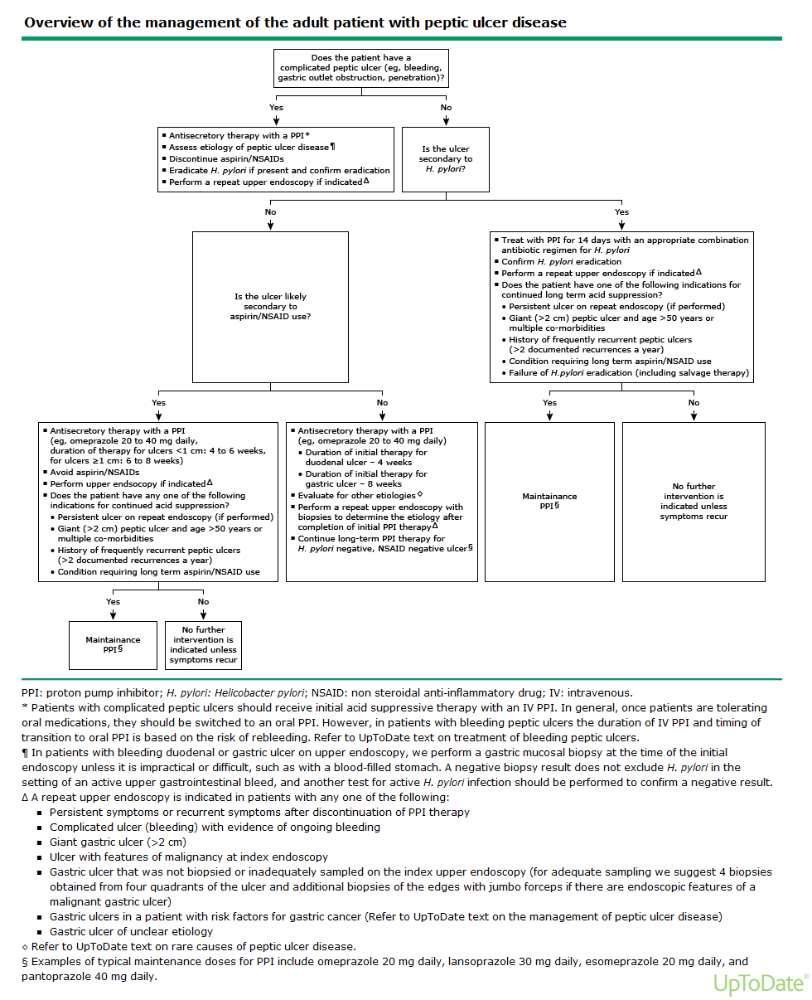 Overview of the management of the adult patient with peptic ulcer disease
Does the patient have a
complicated peptic ulcer (eg, bleeding,
gastric outlet obstruction, penetration)?
Yes
No
▪ Antisecretory therapy with a PPI*
▪ Assess etiology of peptic ulcer disease¶
▪ Discontinue aspirin/NSAIDs
▪ Eradicate H. pylori if present and confirm eradication
▪ Perform a repeat upper endoscopy if indicatedΔ
Is the ulcer
secondary to
H. pylori?
No
Yes
Is the ulcer likely
secondary to
aspirin/NSAID use?
▪ Treat with PPI for 14 days with an appropriate combination
antibiotic regimen for H. pylori
▪ Confirm H. pylori eradication
▪ Perform a repeat upper endoscopy if indicatedΔ
▪ Does the patient have one of the following indications for
continued long term acid suppression?
• Persistent ulcer on repeat endoscopy (if performed)
• Giant (>2 cm) peptic ulcer and age >50 years or
multiple co-morbidities
• History of frequently recurrent peptic ulcers
(>2 documented recurrences a year)
• Condition requiring long term aspirin/NSAID use
• Failure of H.pylori eradication (including salvage therapy)
Yes
No
Yes
No
▪ Antisecretory therapy with a PPI
(eg, omeprazole 20 to 40 mg daily,
duration of therapy for ulcers <1 cm: 4 to 6 weeks,
for ulcers ≥1 cm: 6 to 8 weeks)
▪ Avoid aspirin/NSAIDs
▪ Perform upper endsocopy if indicatedΔ
▪ Does the patient have any one of the following
indications for continued acid suppression?
• Persistent ulcer on repeat endoscopy (if performed)
• Giant (>2 cm) peptic ulcer and age >50 years or
multiple co-morbidities
• History of frequently recurrent peptic ulcers
(>2 documented recurrences a year)
• Condition requiring long term aspirin/NSAID use
▪ Antisecretory therapy with a PPI
(eg, omeprazole 20 to 40 mg daily)
• Duration of initial therapy for
duodenal ulcer – 4 weeks
• Duration of initial therapy for
gastric ulcer – 8 weeks
▪ Evaluate for other etiologies◇
▪ Perform a repeat upper endoscopy with
biopsies to determine the etiology after
completion of initial PPI therapyΔ
▪ Continue long-term PPI therapy for
H. pylori negative, NSAID negative ulcer§
Maintainance
PPI§
No further
intervention is
indicated unless
symptoms recur
Yes
No
Maintainance
PPI§
No further
intervention is
indicated unless
symptoms recur
PPI: proton pump inhibitor; H. pylori: Helicobacter pylori; NSAID: non steroidal anti-inflammatory drug; IV: intravenous.
* Patients with complicated peptic ulcers should receive initial acid suppressive therapy with an IV PPI. In general, once patients are tolerating
oral medications, they should be switched to an oral PPI. However, in patients with bleeding peptic ulcers the duration of IV PPI and timing of
transition to oral PPI is based on the risk of rebleeding. Refer to UpToDate text on treatment of bleeding peptic ulcers.
¶ In patients with bleeding duodenal or gastric ulcer on upper endoscopy, we perform a gastric mucosal biopsy at the time of the initial
endoscopy unless it is impractical or difficult, such as with a blood-filled stomach. A negative biopsy result does not exclude H. pylori in the
setting of an active upper gastrointestinal bleed, and another test for active H. pylori infection should be performed to confirm a negative result.
Δ A repeat upper endoscopy is indicated in patients with any one of the following:
▪ Persistent symptoms or recurrent symptoms after discontinuation of PPI therapy
▪ Complicated ulcer (bleeding) with evidence of ongoing bleeding
▪ Giant gastric ulcer (>2 cm)
▪ Ulcer with features of malignancy at index endoscopy
▪ Gastric ulcer that was not biopsied or inadequately sampled on the index upper endoscopy (for adequate sampling we suggest 4 biopsies
obtained from four quadrants of the ulcer and additional biopsies of the edges with jumbo forceps if there are endoscopic features of a
malignant gastric ulcer)
▪ Gastric ulcers in a patient with risk factors for gastric cancer (Refer to UpToDate text on the management of peptic ulcer disease)
▪ Gastric ulcer of unclear etiology
◇ Refer to UpToDate text on rare causes of peptic ulcer disease.
§ Examples of typical maintenance doses for PPI include omeprazole 20 mg daily, lansoprazole 30 mg daily, esomeprazole 20 mg daily, and
pantoprazole 40 mg daily.
UpToDate®